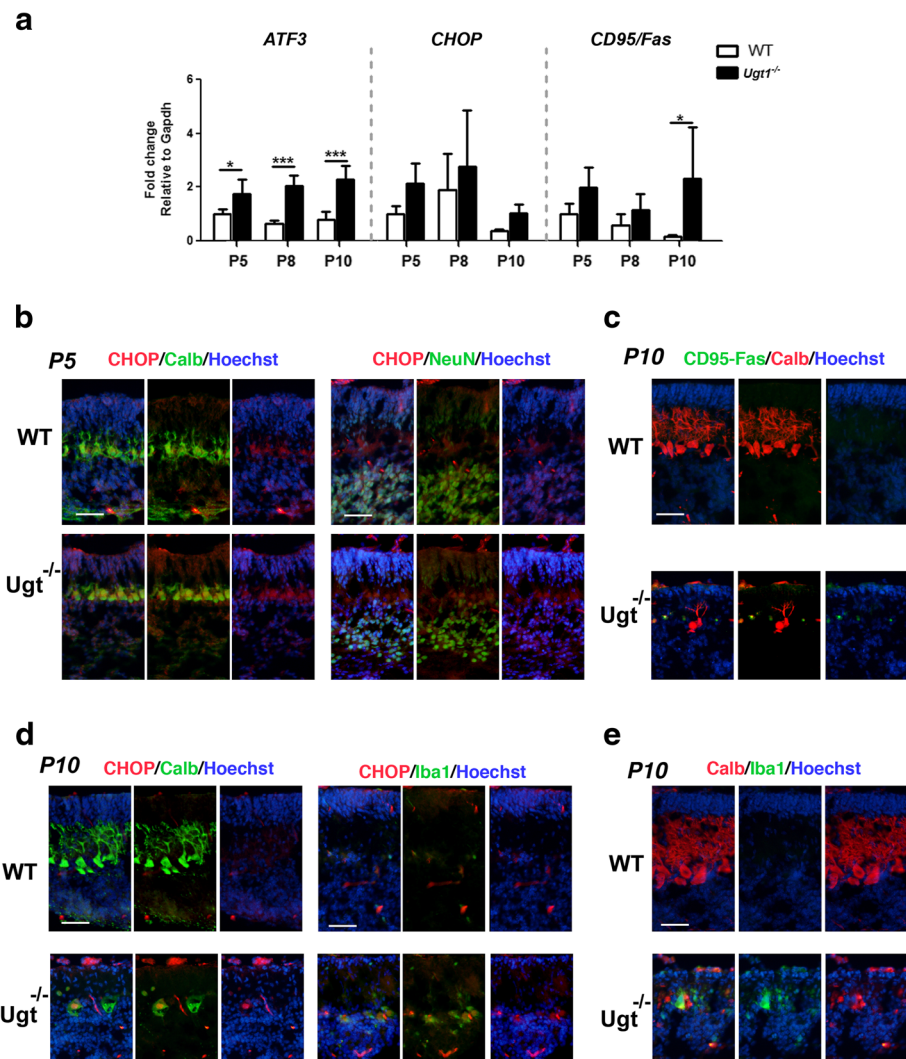 a
ATF3 CHOP CD95/Fas
WT
Ugt1-/-
Fold change
Relative to Gapdh
6
4
2
0
* *** *** *
P5 P8 P10 P5 P8 P10 P5 P8 P10
b
P5 CHOP/Calb/Hoechst CHOP/NeuN/Hoechst
WT
Ugt-/-
c
P10 CD95-Fas/Calb/Hoechst
WT
Ugt-/-
d
P10 CHOP/Calb/Hoechst CHOP/Iba1/Hoechst
WT
Ugt-/-
e
P10 Calb/Iba1/Hoechst
WT
Ugt-/-